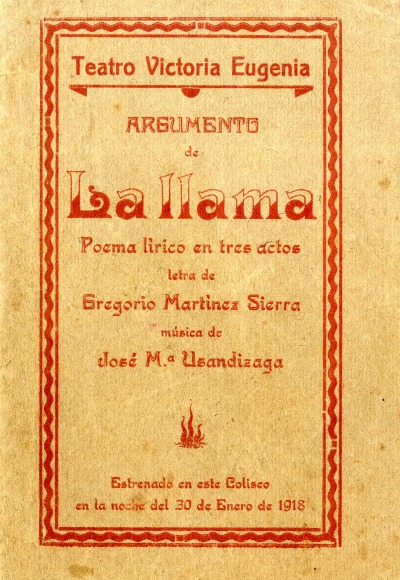 Teatro Victoria Eugenia
ARGUMENTO
de
La llama
Poema lírico en tres actos
letra de
Gregorio Martinez Sierra
música de
José M.ª Usandizaga
Estrenado en este Coliseo
en la noche del 30 de Enero de 1918